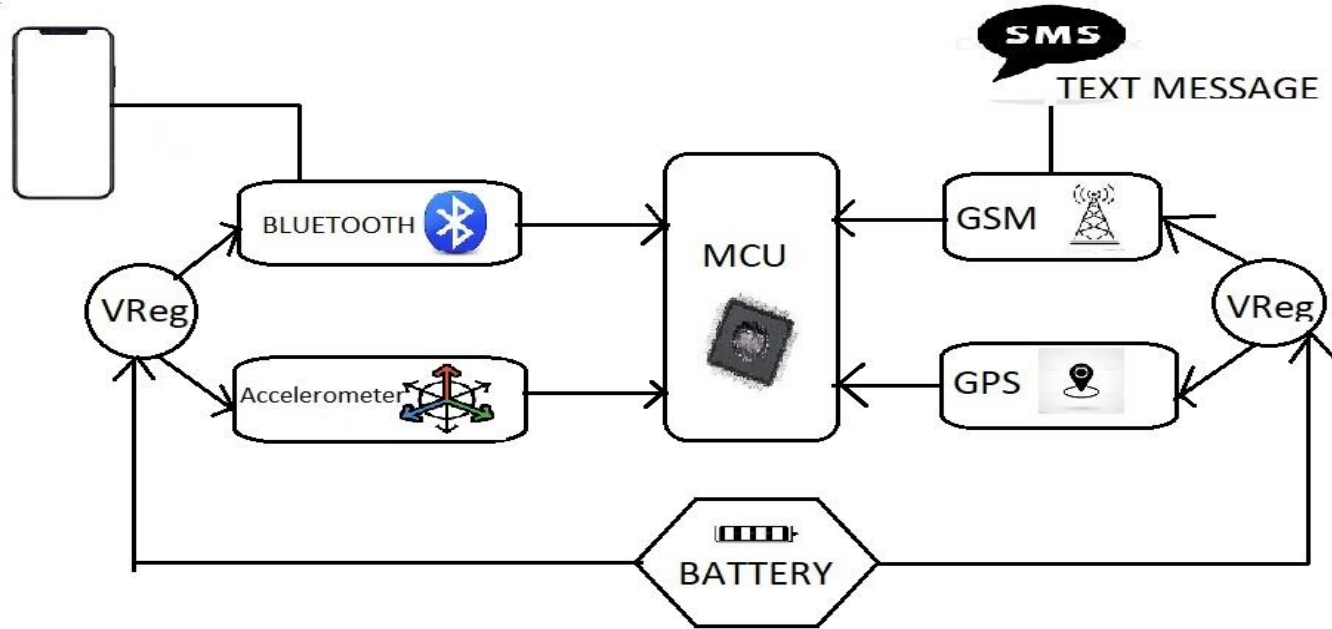 SMS
TEXT MESSAGE
BLUETOOTH
GSM
MCU
VReg
VReg
Accelerometer
GPS
BATTERY